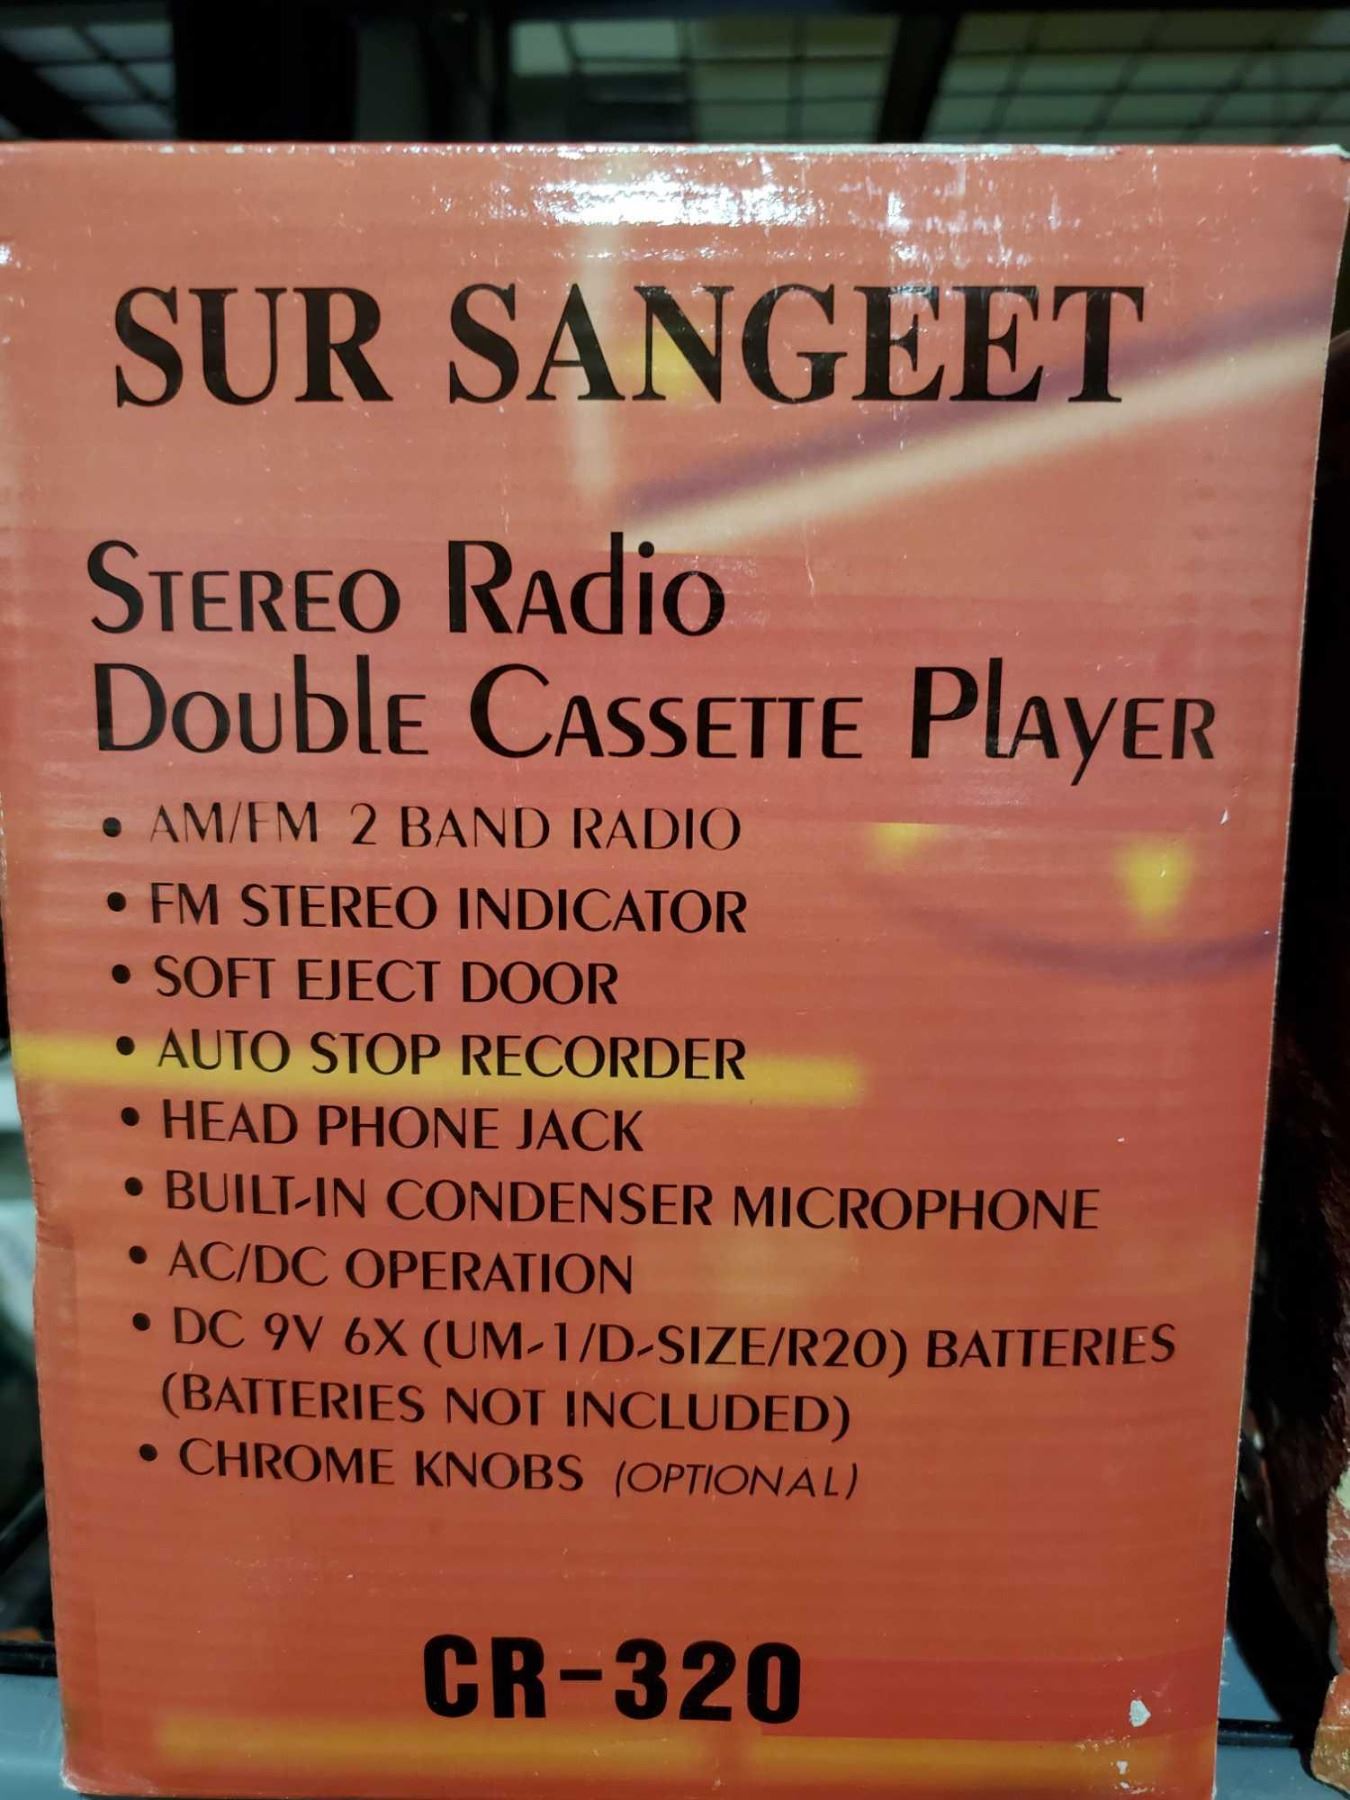 SUR SANGEET
STEREO RAdio
DOUblE CASSETTE PlAyER
• AM/FM 2 BAND RADIO
• FM STEREO INDICATOR
• SOFT EJECT DOOR
• AUTO STOP RECORDER
• HEAD PHONE JACK
• BUILT-IN CONDENSER MICROPHONE
• AC/DC OPERATION
• DC 9V 6X (UM-1/D-SIZE/R20) BATTERIES
(BATTERIES NOT INCLUDED)
• CHROME KNOBS (OPTIONAL)
CR-320